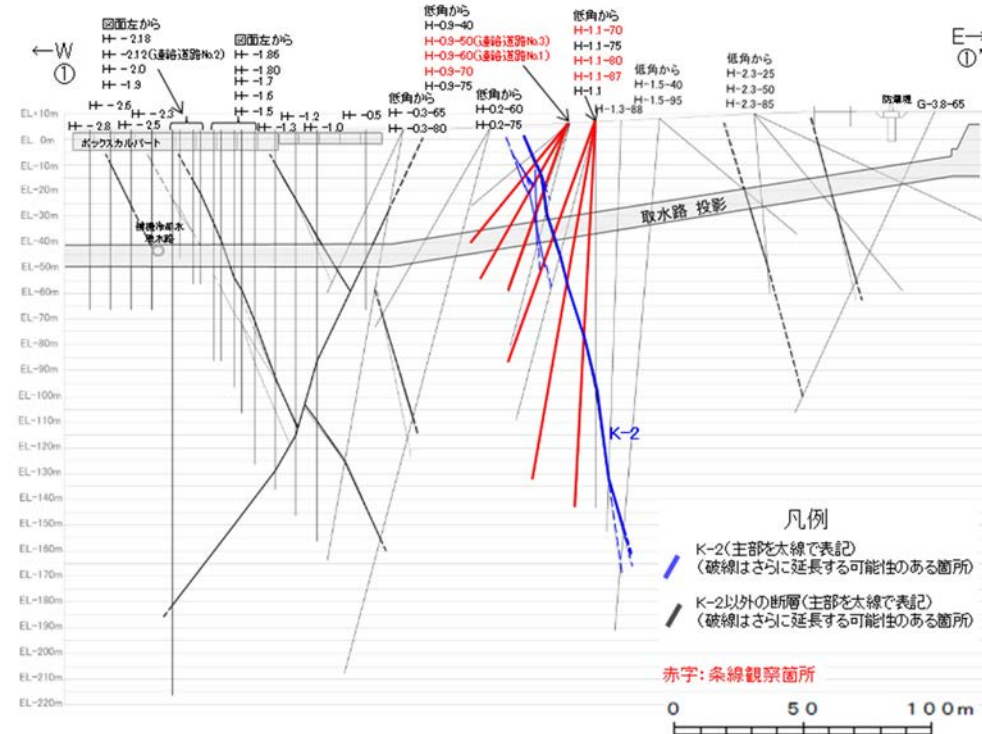 図面左から
H- -2.18
-2.12(連絡道路No.2)
H- -2.0
H- -1.9
図面左から
H- -1.86
H- -1.80
H- -1.7
H- -1.6
H- -1.5
低角から
H-0.9-40
H-0.9-50(連絡道路No.3)
H-0.9-60(連絡道路No.1)
H-0.9-70
H-0.9-75
低角から
H-1.1-70
H-1.1-75
H-1.1-80
H-1.1-87
H-1.1
←W
①
E→
①'
低角から
H-1.5-40
H-1.5-95
低角から
H-2.3-25
H-2.3-50
H-2.3-85
防潮堤
G-3.8-65
低角から
H- -0.3-65
H- -0.3-80
低角から
H-0.2-60
H-0.2-75
H-1.3-88
H- -2.6
H- -2.3
H- -2.8
H- -2.5
H- -1.3
H- -1.2
H- -1.0
H- -0.5
ボックスカルバート
取水路 投影
K-2
EL+10m
EL 0m
EL-10m
EL-20m
EL-30m
EL-40m
EL-50m
EL-60m
EL-70m
EL-80m
EL-90m
EL-100m
EL-110m
EL-120m
EL-130m
EL-140m
EL-150m
EL-160m
EL-170m
EL-180m
EL-190m
EL-200m
EL-210m
EL-220m
凡例
K-2(主部を太線で表記)
(破線はさらに延長する可能性のある箇所)
K-2以外の断層(主部を太線で表記)
(破線はさらに延長する可能性のある箇所)
赤字:条線観察箇所
0 50 100m